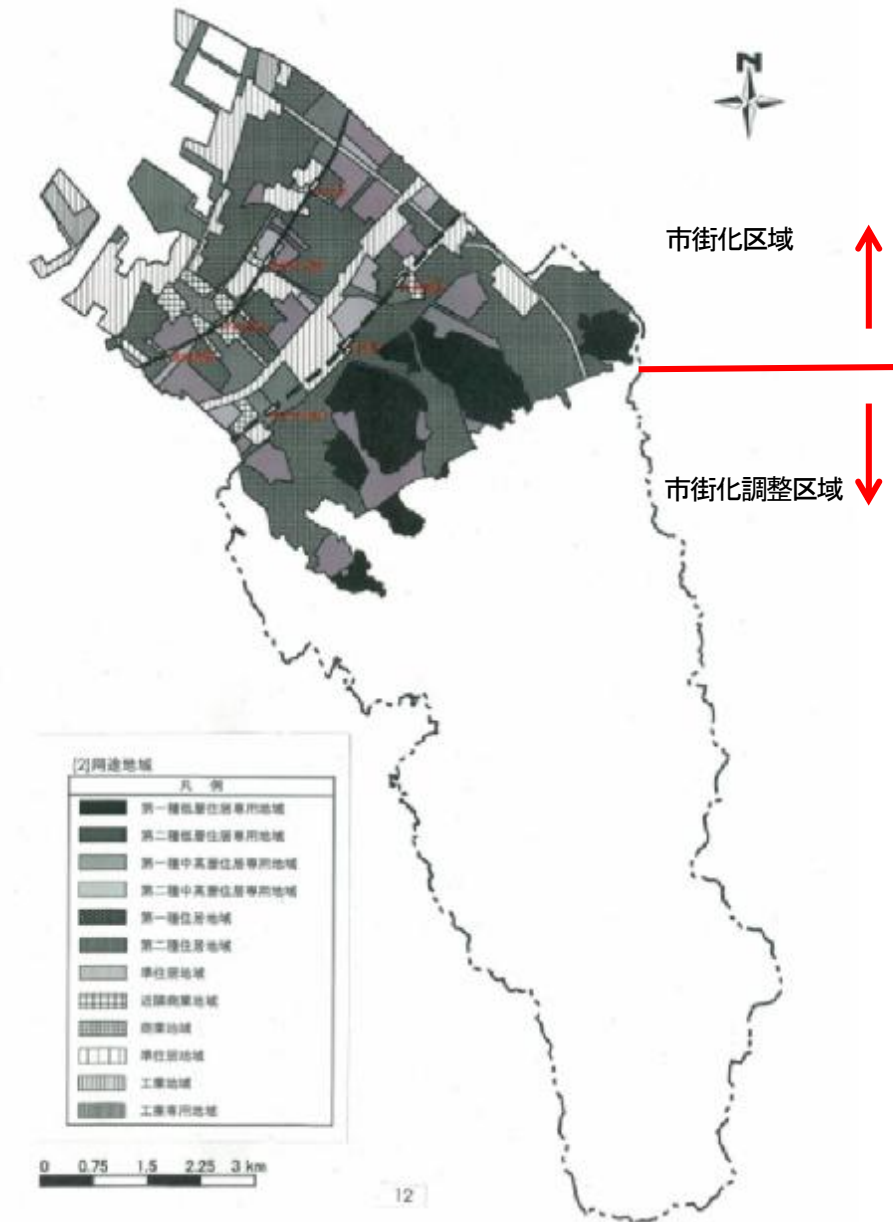 N
市街化区域
市街化調整区域
[2]用途地域
凡 例
第一種低層住居専用地域
第二種低層住居専用地域
第一種中高層住居専用地域
第二種中高層住居専用地域
第一種住居地域
第二種住居地域
準住居地域
近隣商業地域
商業地域
準住居地域
工業地域
工業専用地域
0 0.75 1.5 2.25 3 km
12